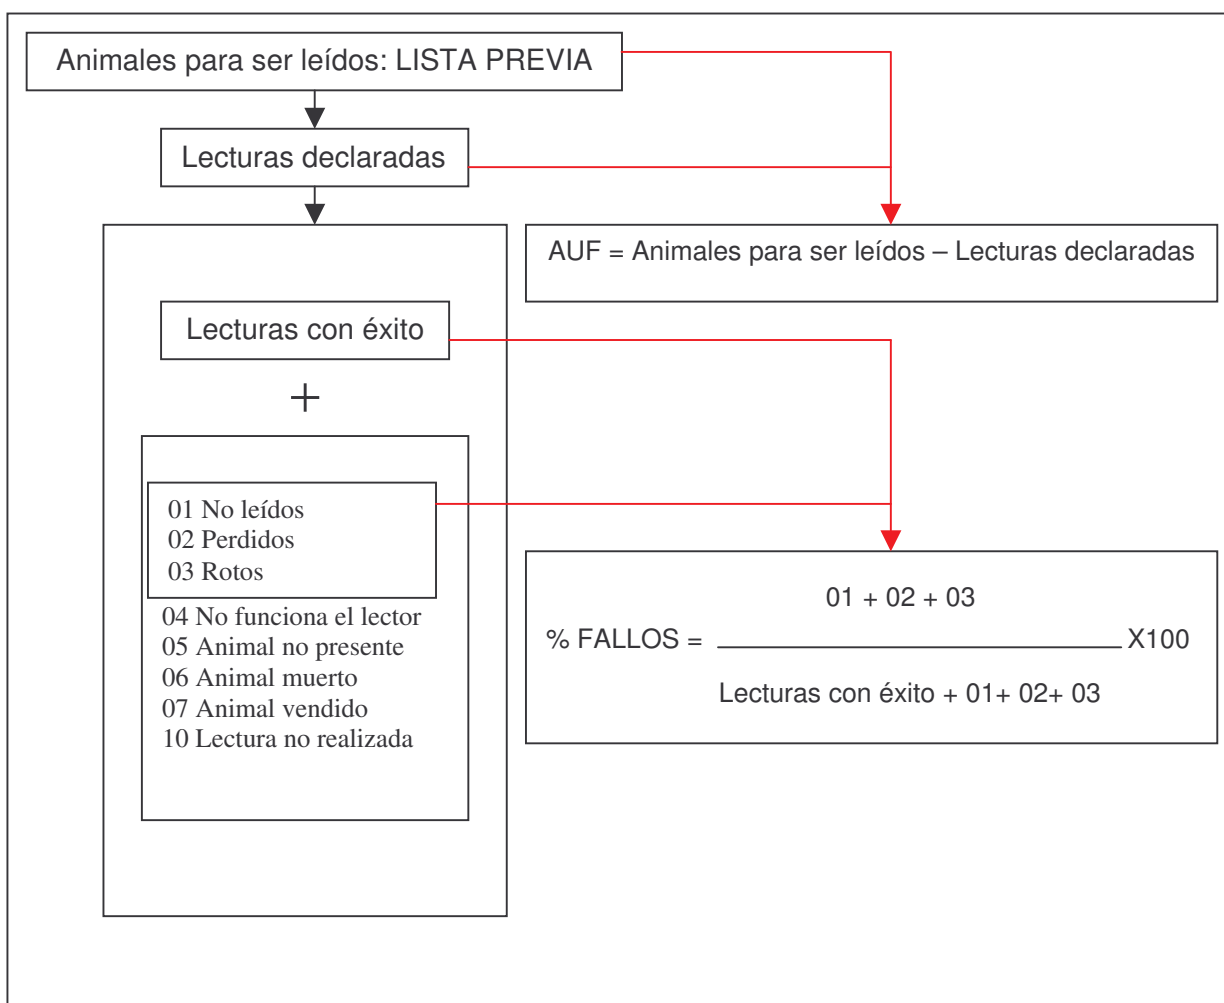 Animales para ser leídos: LISTA PREVIA
Lecturas declaradas
AUF = Animales para ser leídos – Lecturas declaradas
Lecturas con éxito
+
01 No leídos
02 Perdidos
03 Rotos
04 No funciona el lector
05 Animal no presente
06 Animal muerto
07 Animal vendido
10 Lectura no realizada
01 + 02 + 03
% FALLOS = X100
Lecturas con éxito + 01+ 02+ 03